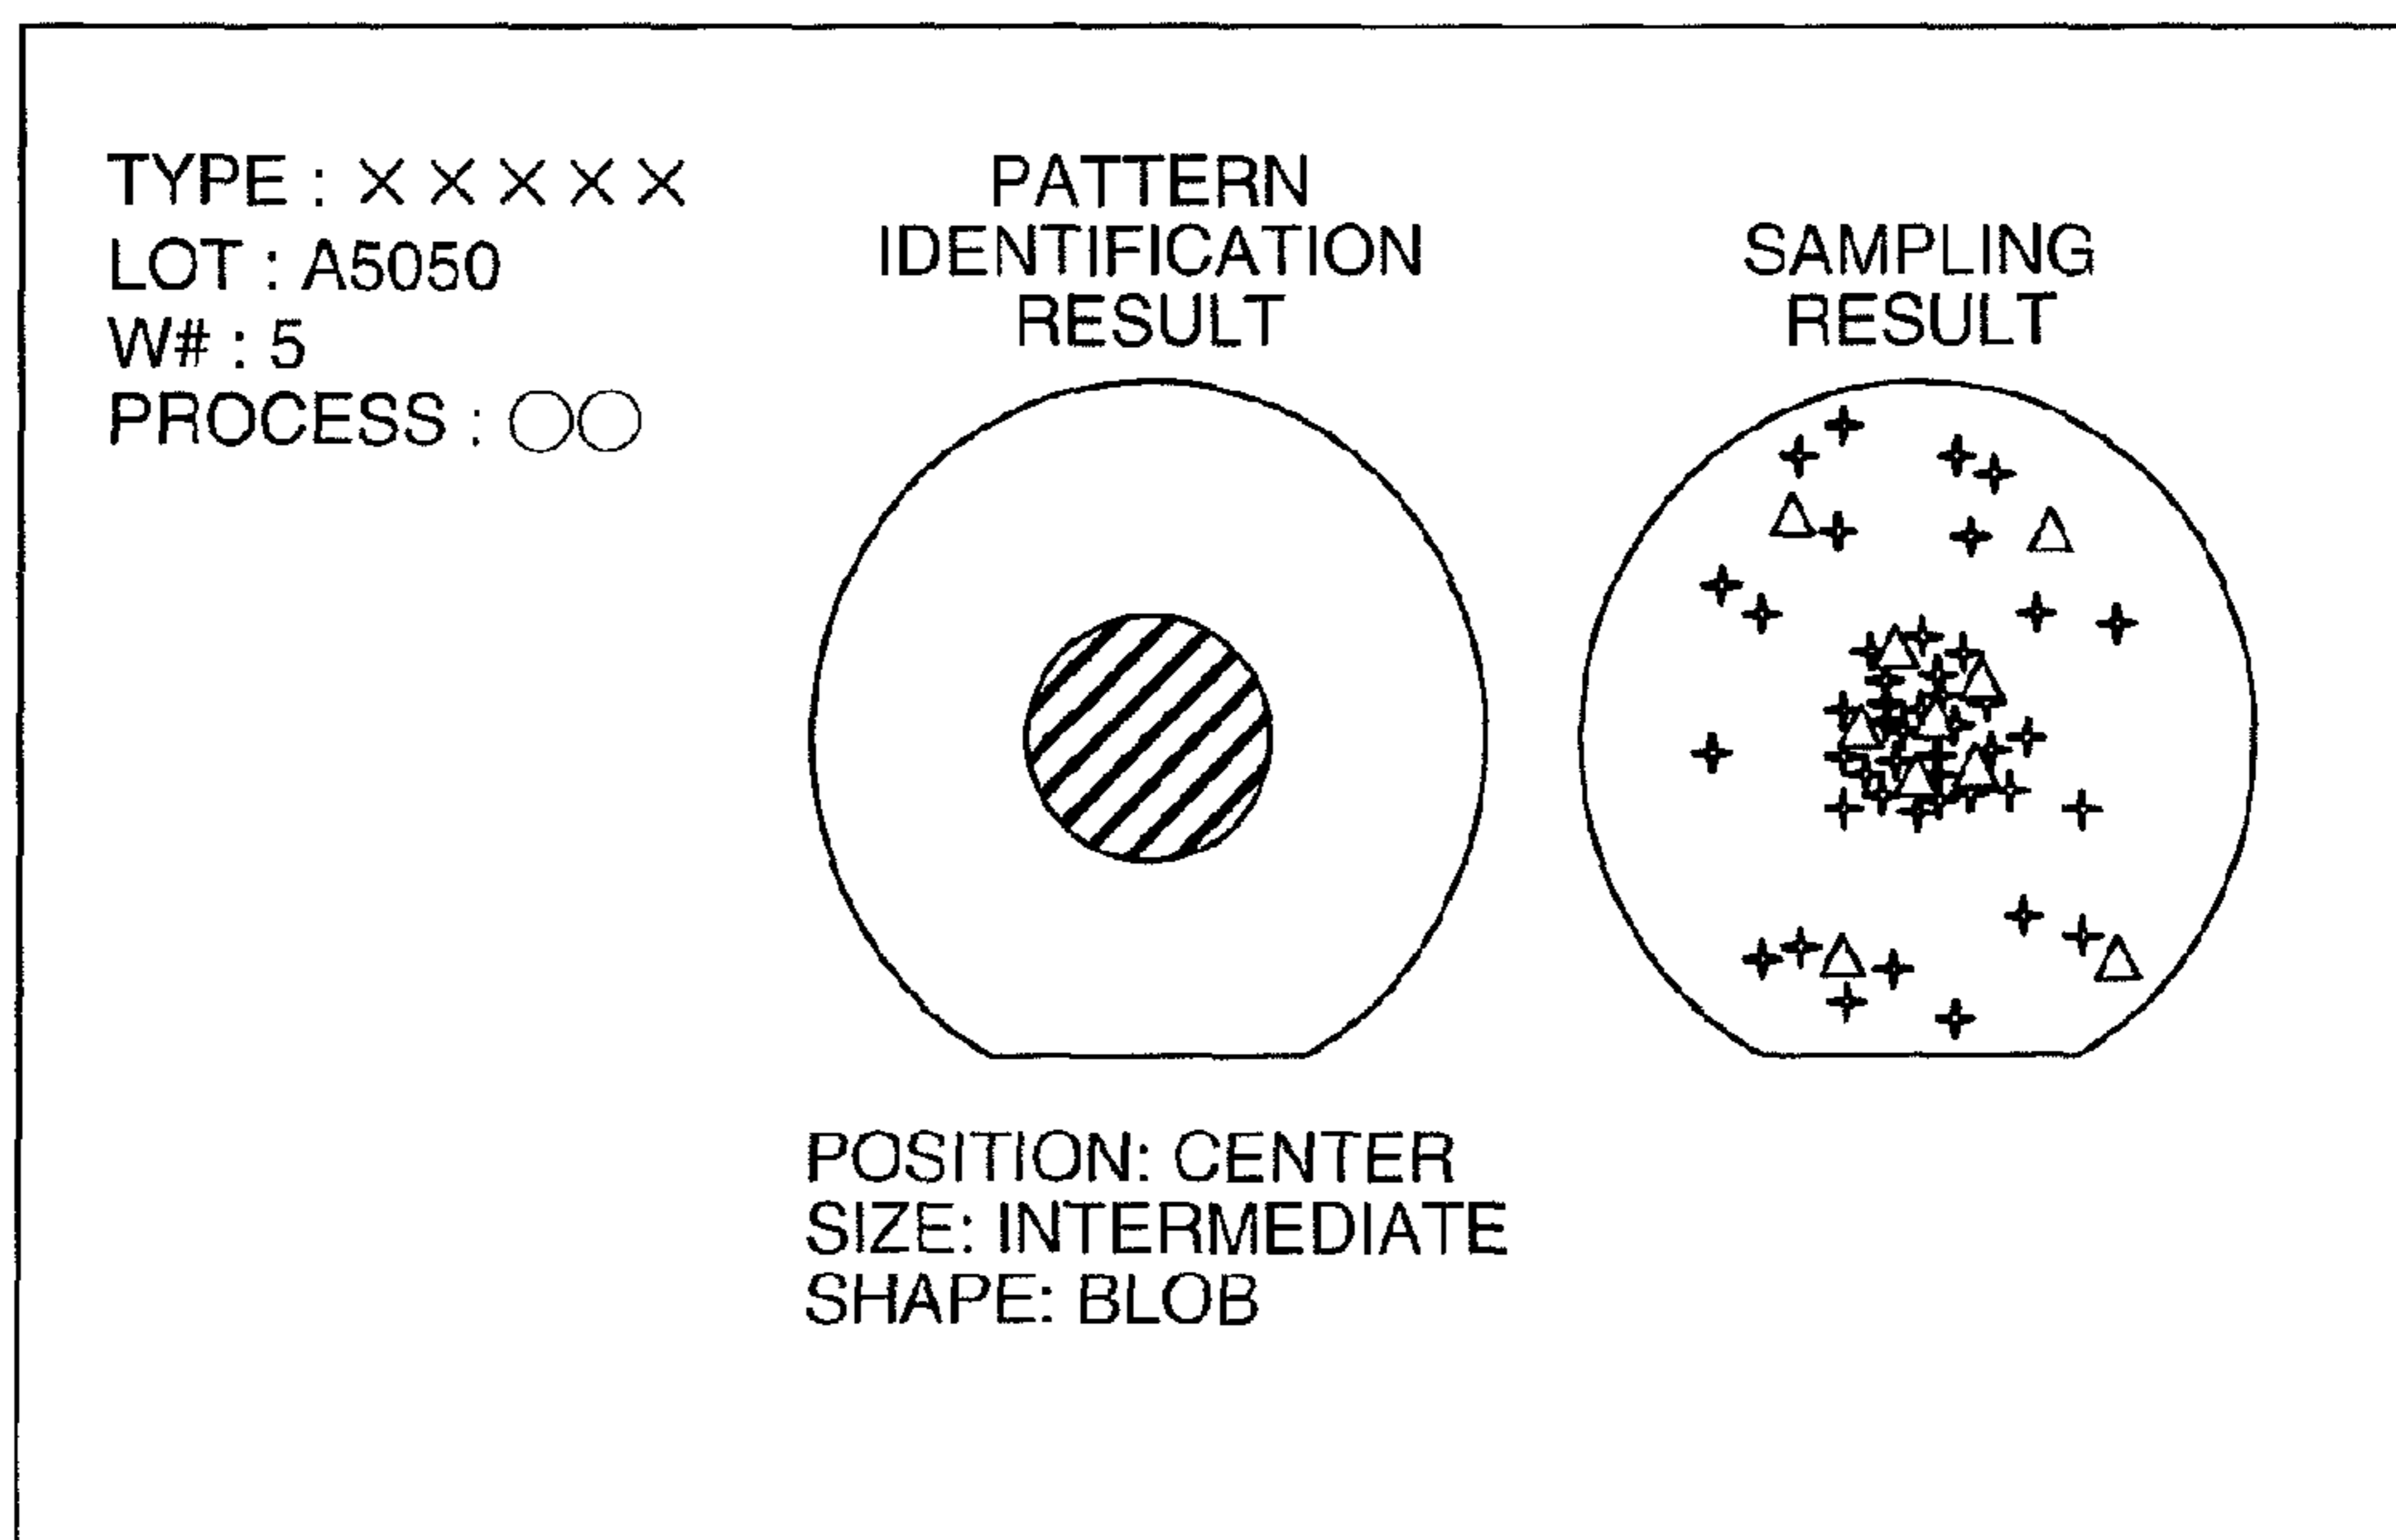 TYPE : ×××××
LOT : A5050
W# : 5
PROCESS : ○○
PATTERN
IDENTIFICATION
RESULT
SAMPLING
RESULT
POSITION: CENTER
SIZE: INTERMEDIATE
SHAPE: BLOB